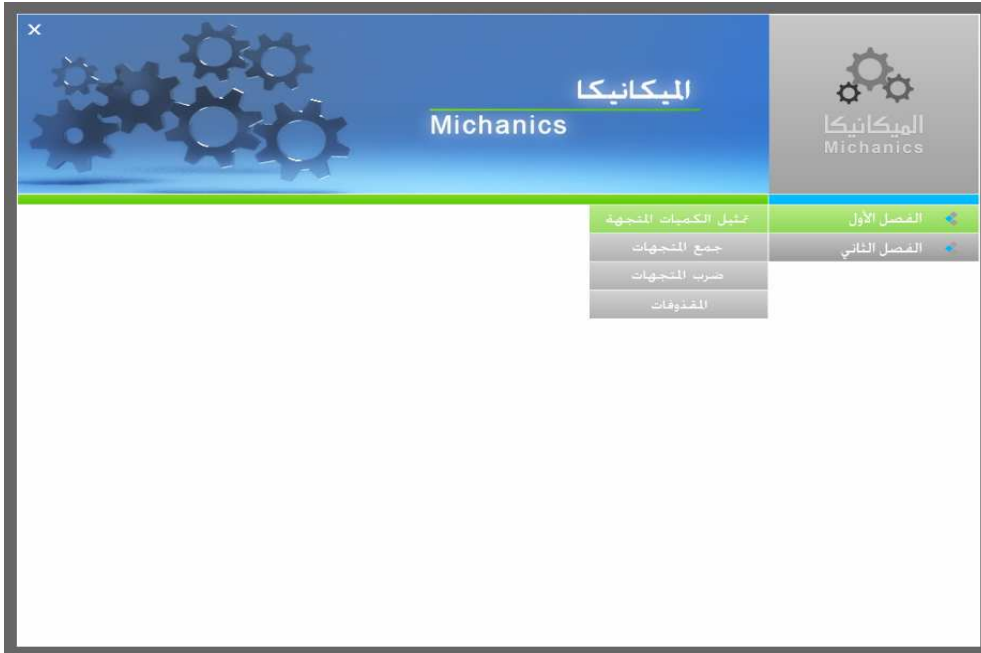 الميكانيكا
Michanics
الميكانيكا
Michanics
الفصل الأول
الفصل الثاني
تمثيل الكميات المتجهة
جمع المتجهات
ضرب المتجهات
المقذوفات